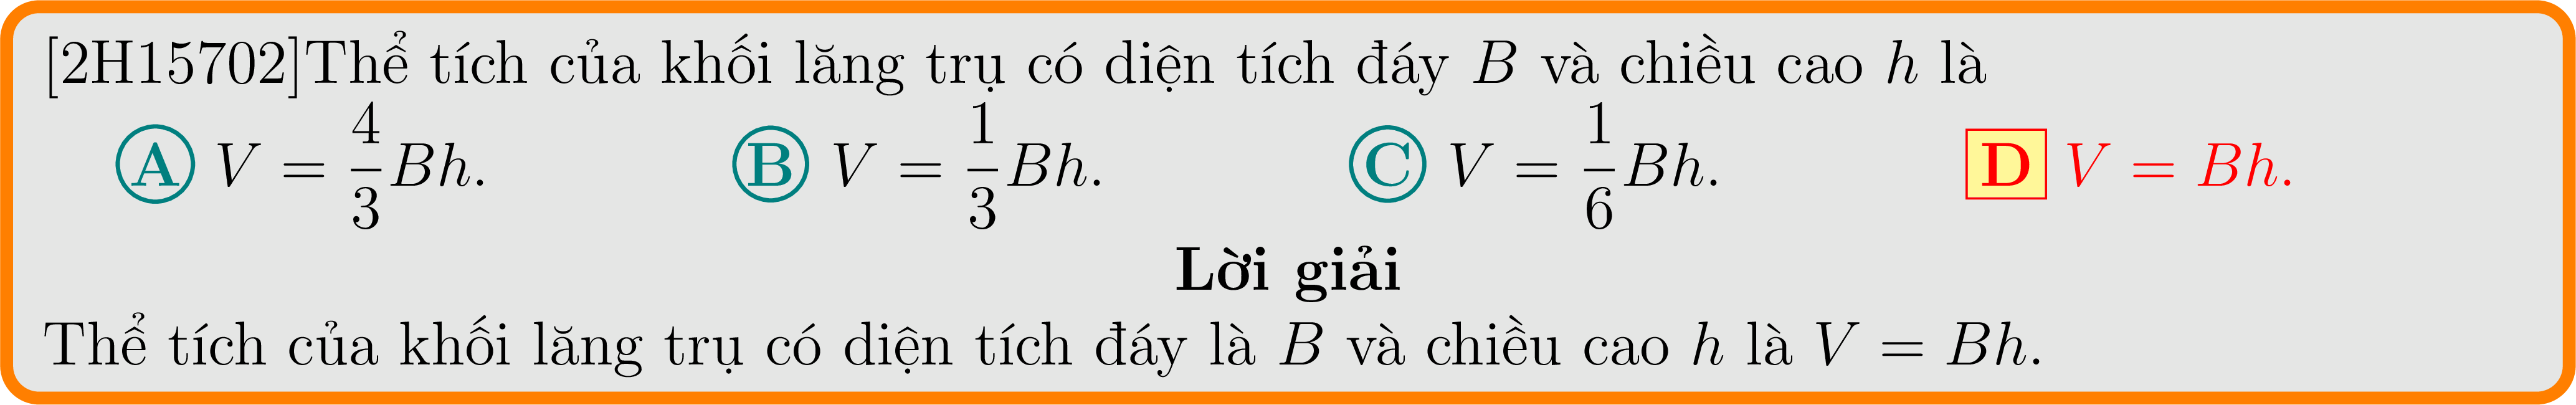 [2H15702]Thể tích của khối lăng trụ có diện tích đáy B và chiều cao h là
A V = 4/3 Bh. B V = 1/3 Bh. C V = 1/6 Bh. D V = Bh.
Lời giải
Thể tích của khối lăng trụ có diện tích đáy là B và chiều cao h là V = Bh.